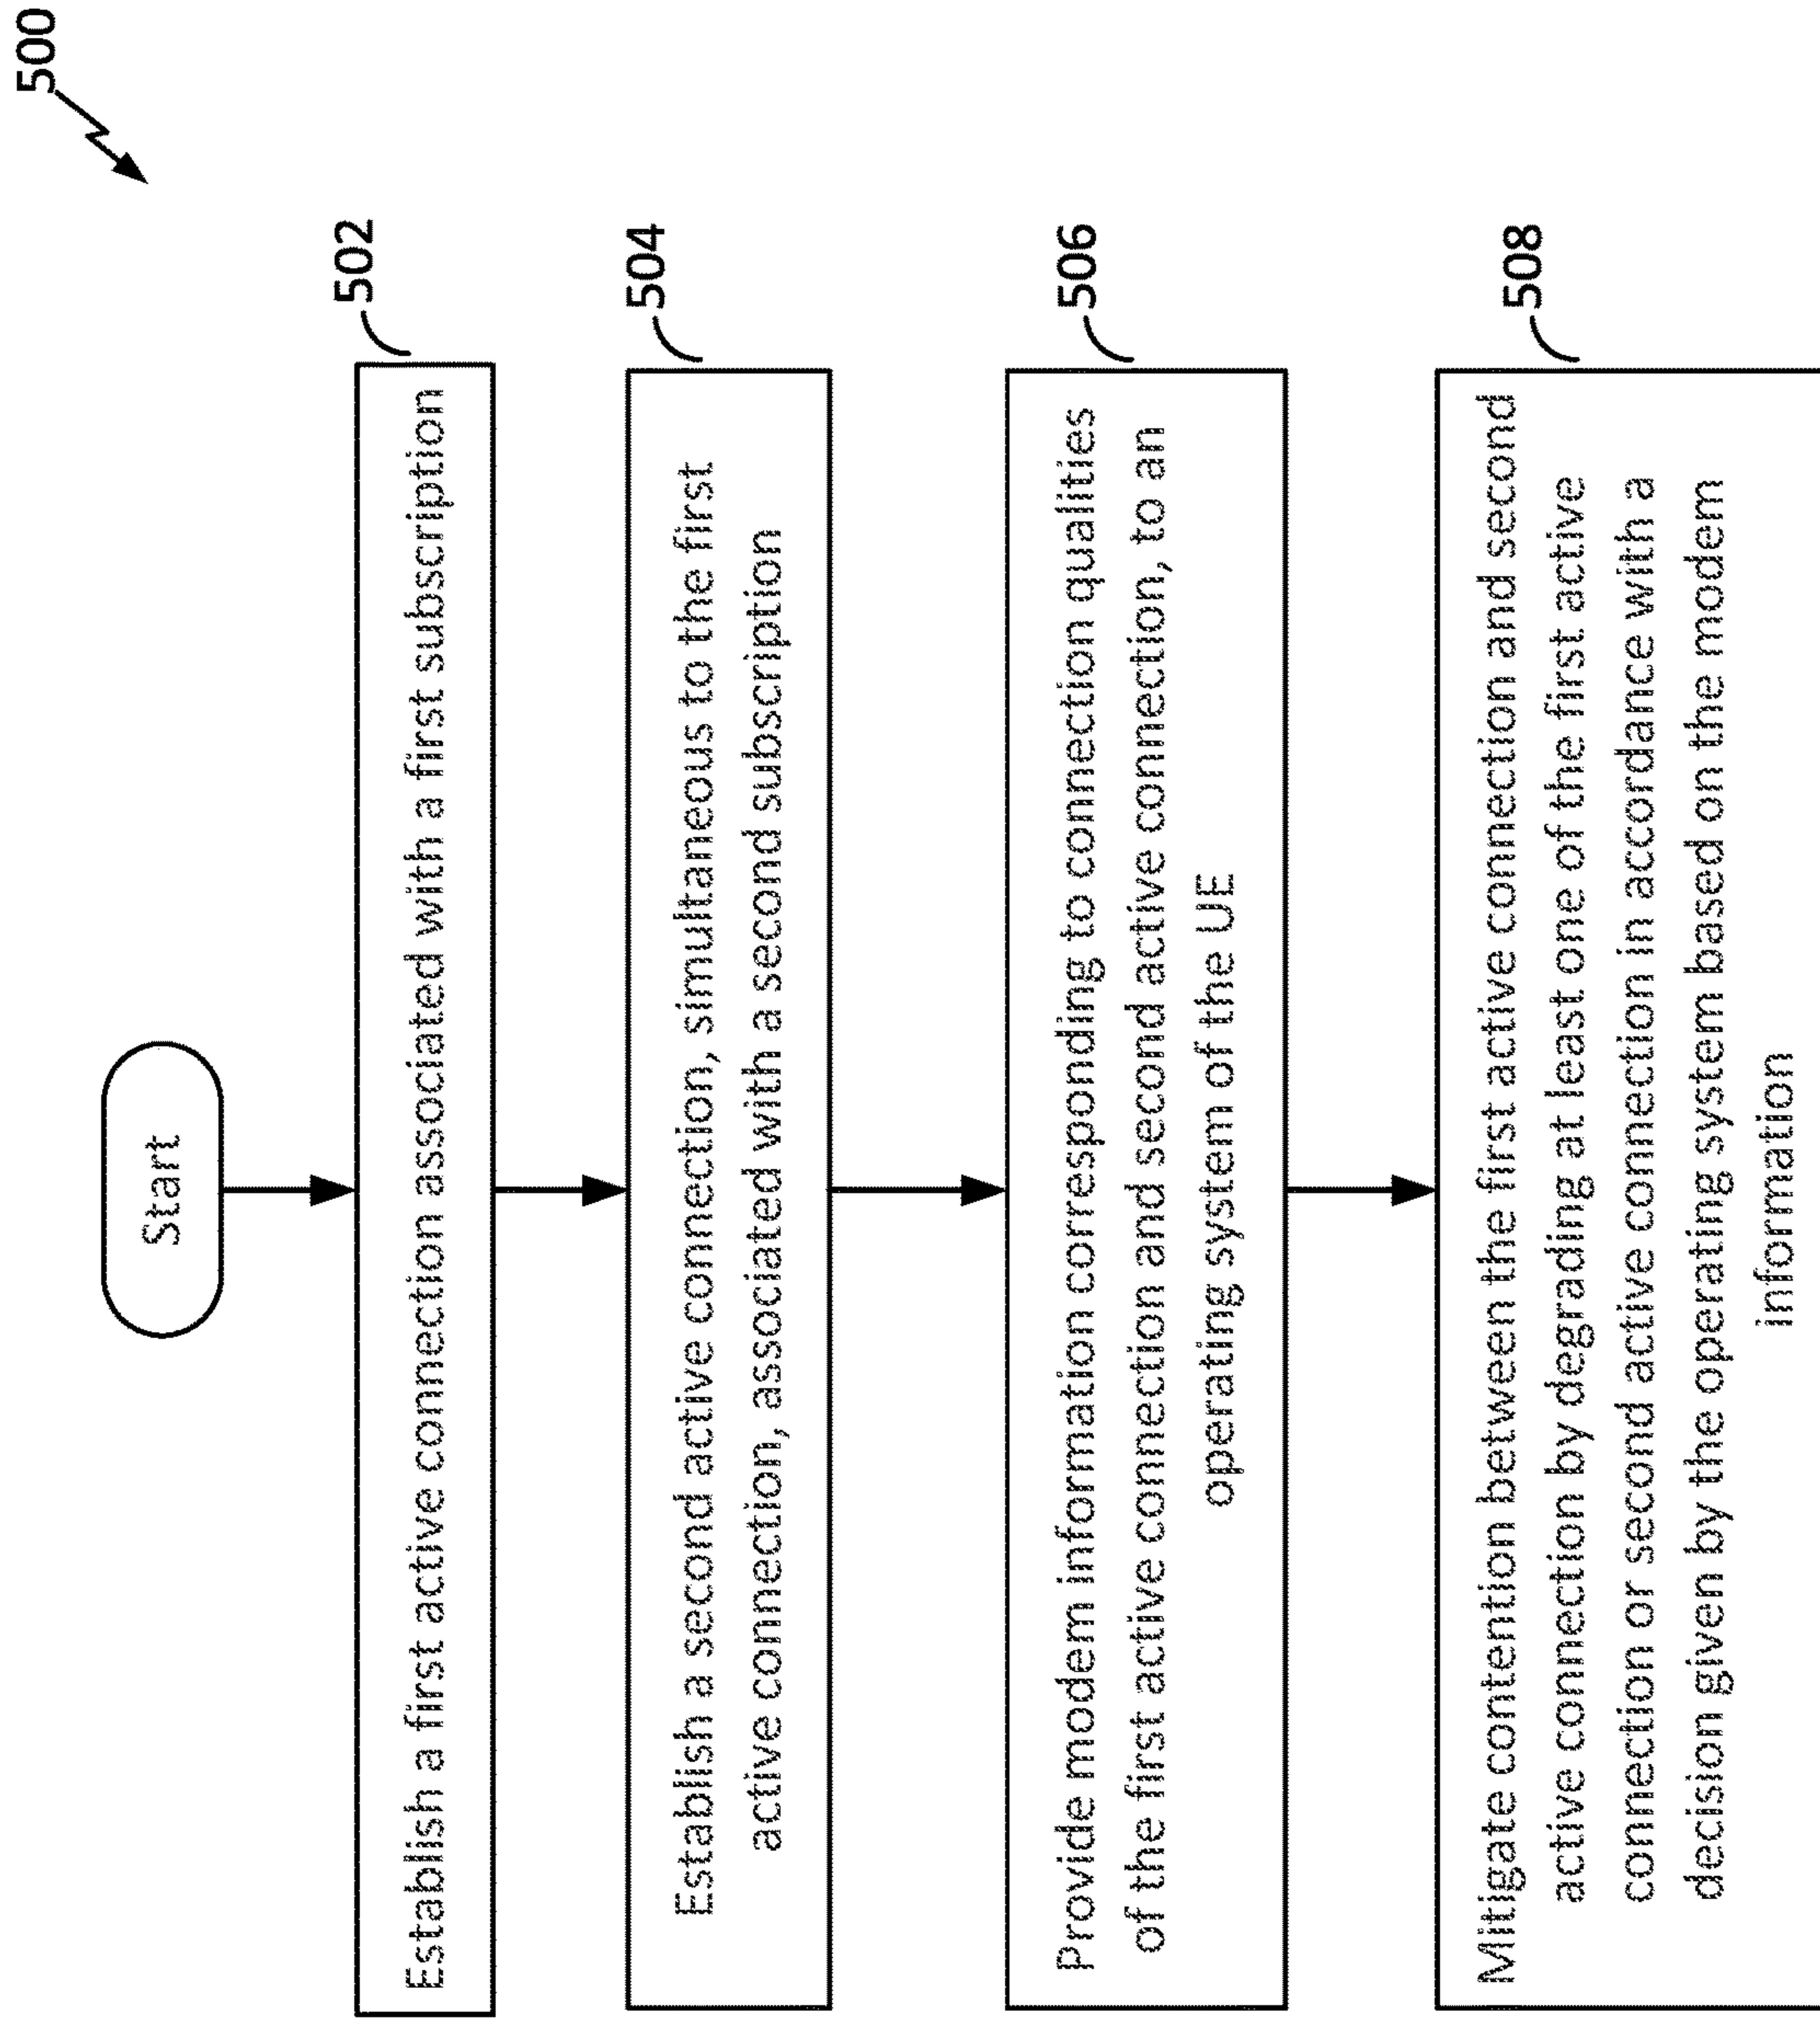 500
Start
502
Establish a first active connection associated with a first subscription
504
Establish a second active connection, simultaneous to the first
active connection, associated with a second subscription
506
Provide modem information corresponding to connection qualities
of the first active connection and second active connection, to an
operating system of the UE
508
Mitigate contention between the first active connection and second
active connection by degrading at least one of the first active
connection or second active connection in accordance with a
decision given by the operating system based on the modem
information